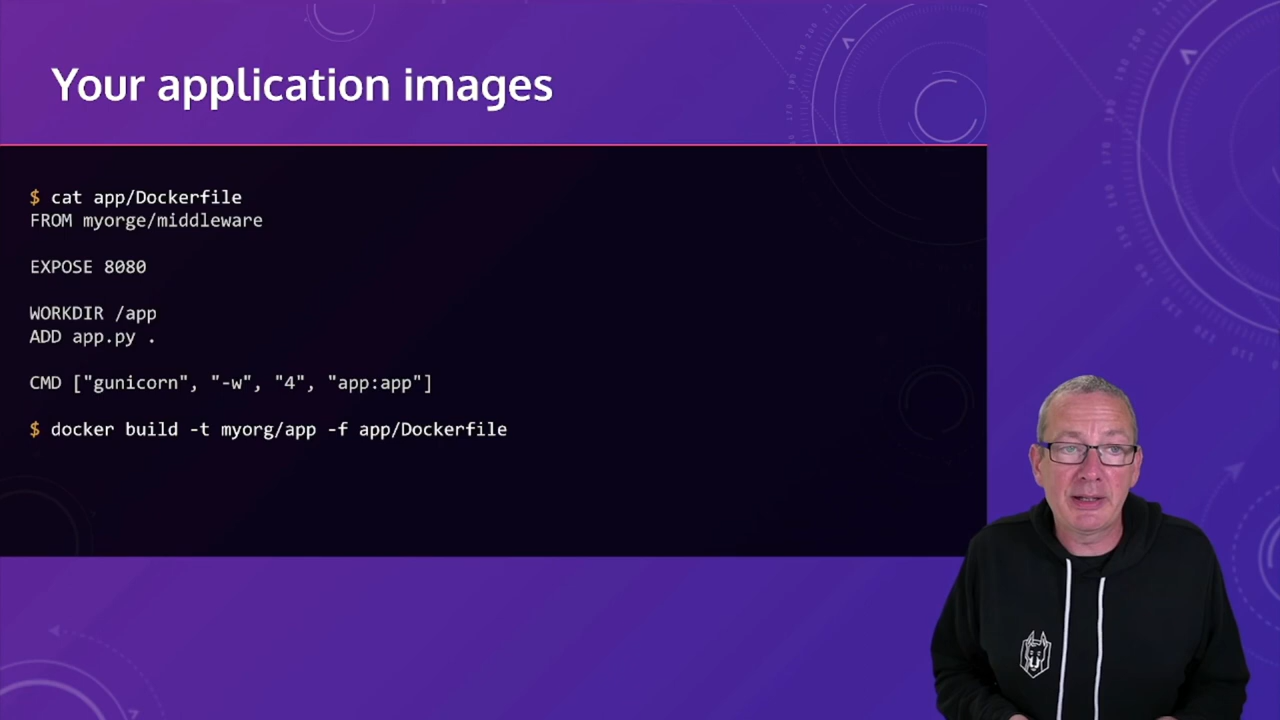 Your application images
$ cat app/Dockerfile
FROM myorge/middleware
EXPOSE 8080
WORKDIR /app
ADD app.py .
CMD ["gunicorn", "-w", "4", "app:app"]
$ docker build -t myorg/app -f app/Dockerfile